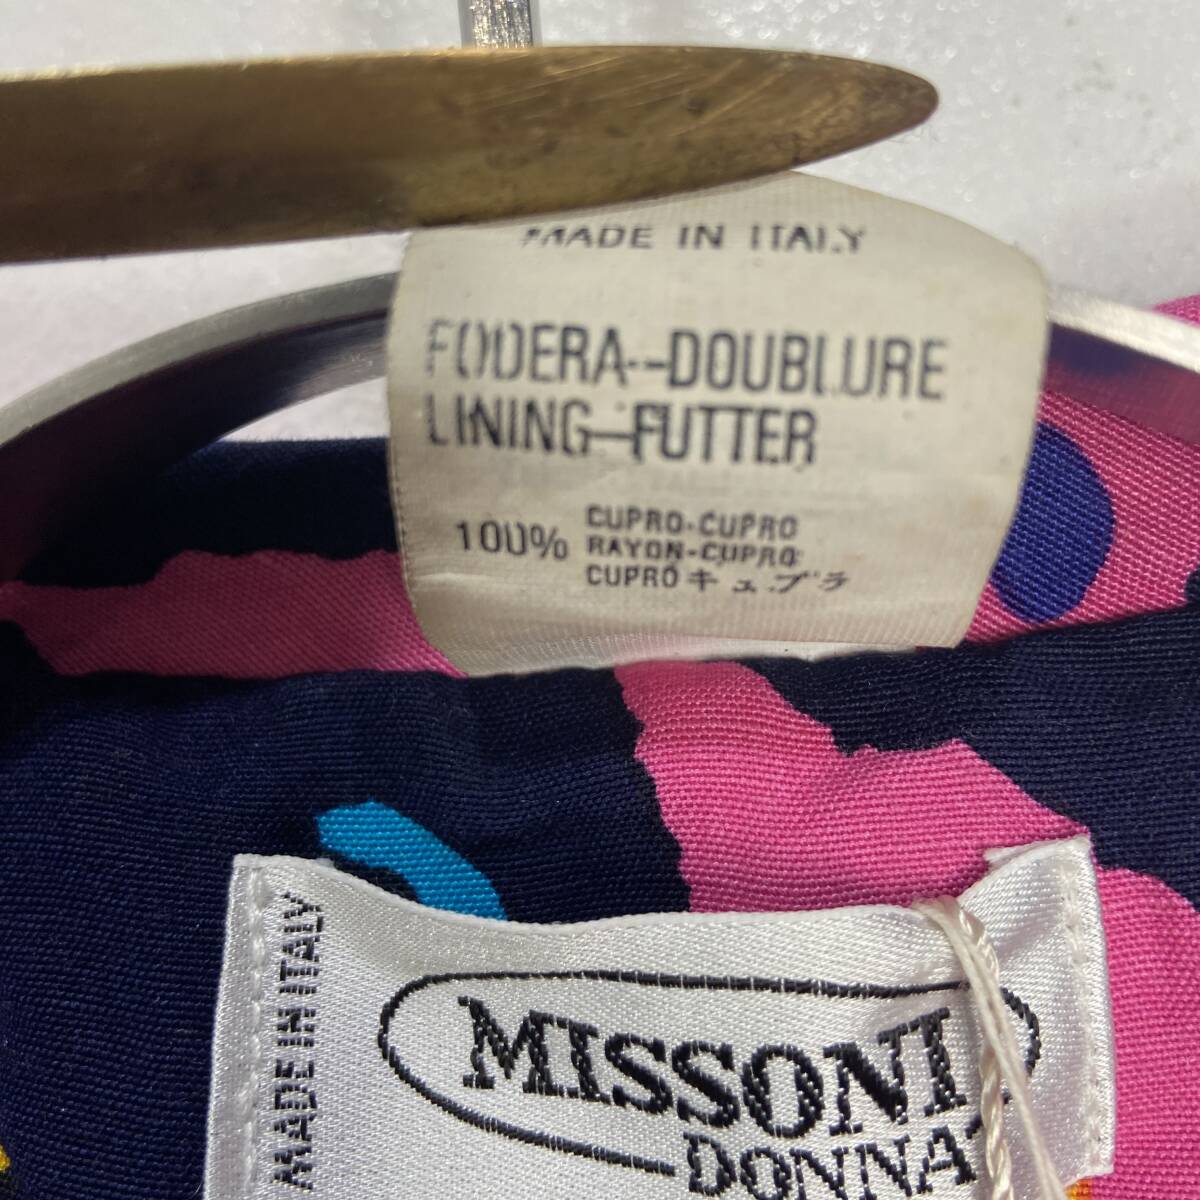 MADE IN ITALY
FODERA--DOUBLURE
LINING-FUTTER
100%
CUPRO-CUPRO
RAYON-CUPRO
CUPRO キュプラ
MADE IN ITALY
MISSONI
DONNA